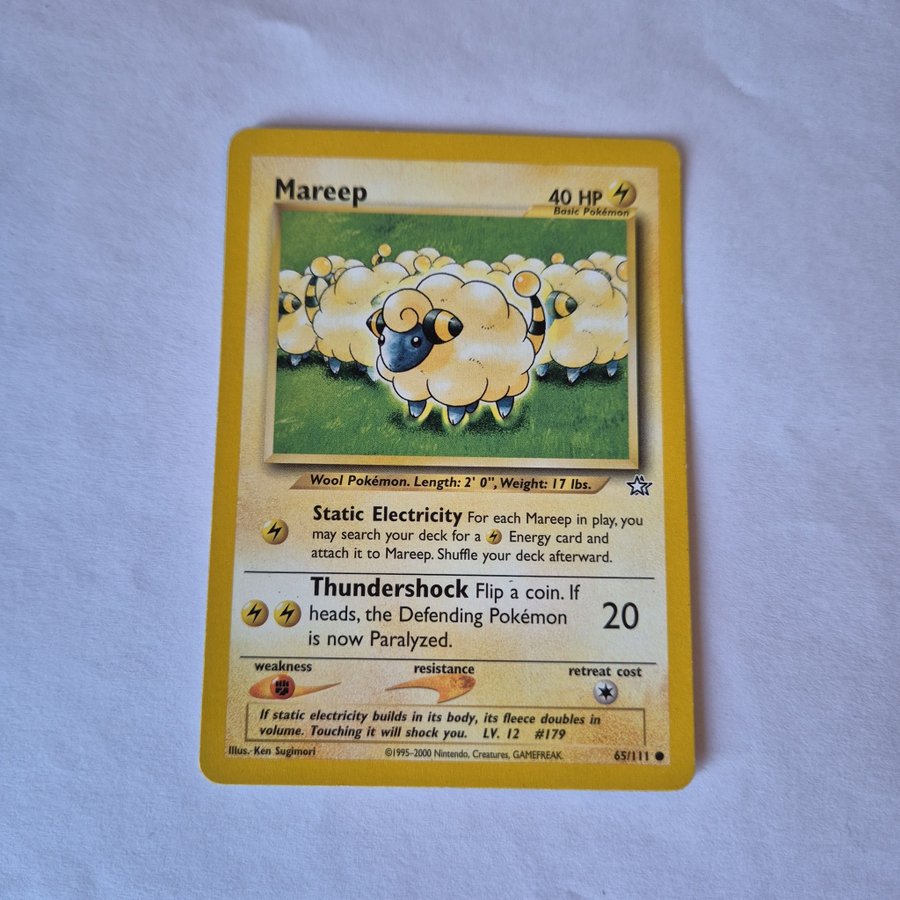 Mareep
40 HP
Basic Pokémon
Wool Pokémon. Length: 2' 0", Weight: 17 lbs.
Static Electricity For each Mareep in play, you
may search your deck for a Energy card and
attach it to Mareep. Shuffle your deck afterward.
Thundershock Flip a coin. If
heads, the Defending Pokémon
is now Paralyzed.
20
weakness
resistance
retreat cost
If static electricity builds in its body, its fleece doubles in
volume. Touching it will shock you. LV. 12 #179
Illus. Ken Sugimori
©1995–2000 Nintendo, Creatures, GAMEFREAK.
65/111